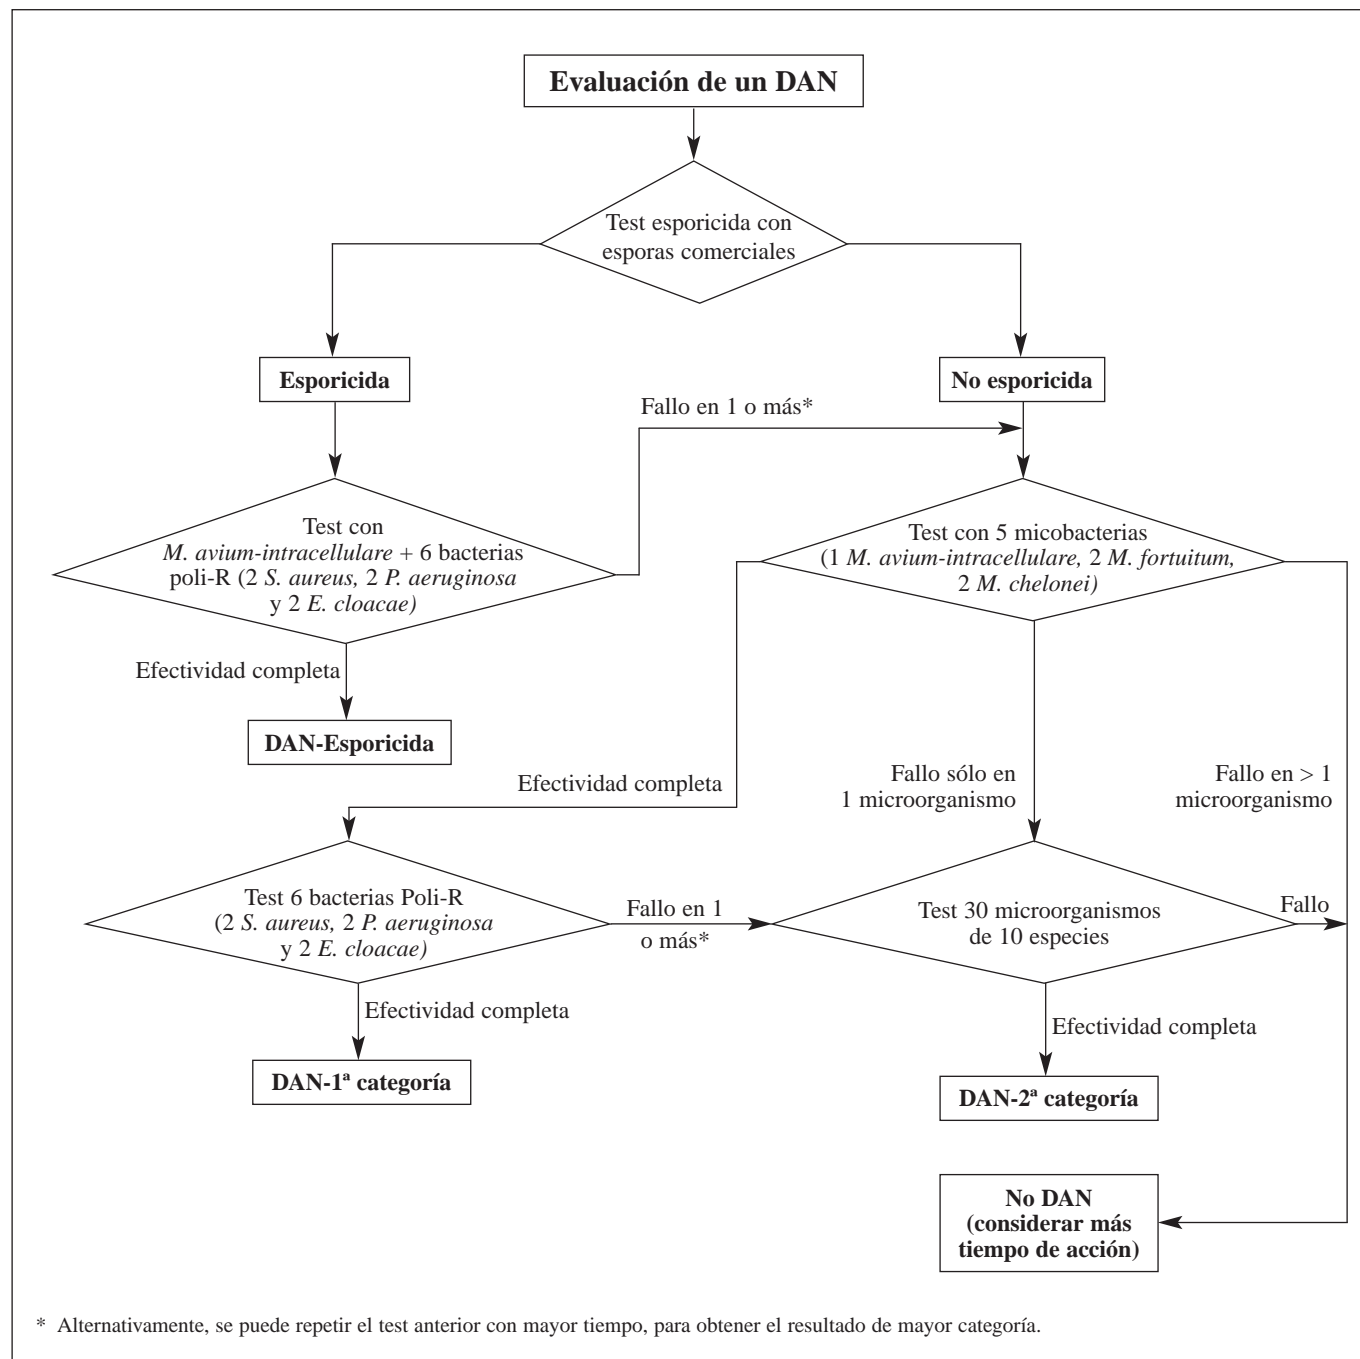 Evaluación de un DAN
Test esporicida con
esporas comerciales
Esporicida
No esporicida
Fallo en 1 o más*
Test con
M. avium-intracellulare + 6 bacterias
poli-R (2 S. aureus, 2 P. aeruginosa
y 2 E. cloacae)
Test con 5 micobacterias
(1 M. avium-intracellulare, 2 M. fortuitum,
2 M. chelonei)
Efectividad completa
DAN-Esporicida
Efectividad completa
Fallo sólo en
1 microorganismo
Fallo en > 1
microorganismo
Test 6 bacterias Poli-R
(2 S. aureus, 2 P. aeruginosa
y 2 E. cloacae)
Fallo en 1
o más*
Test 30 microorganismos
de 10 especies
Fallo
Efectividad completa
Efectividad completa
DAN-1ª categoría
DAN-2ª categoría
No DAN
(considerar más
tiempo de acción)
* Alternativamente, se puede repetir el test anterior con mayor tiempo, para obtener el resultado de mayor categoría.